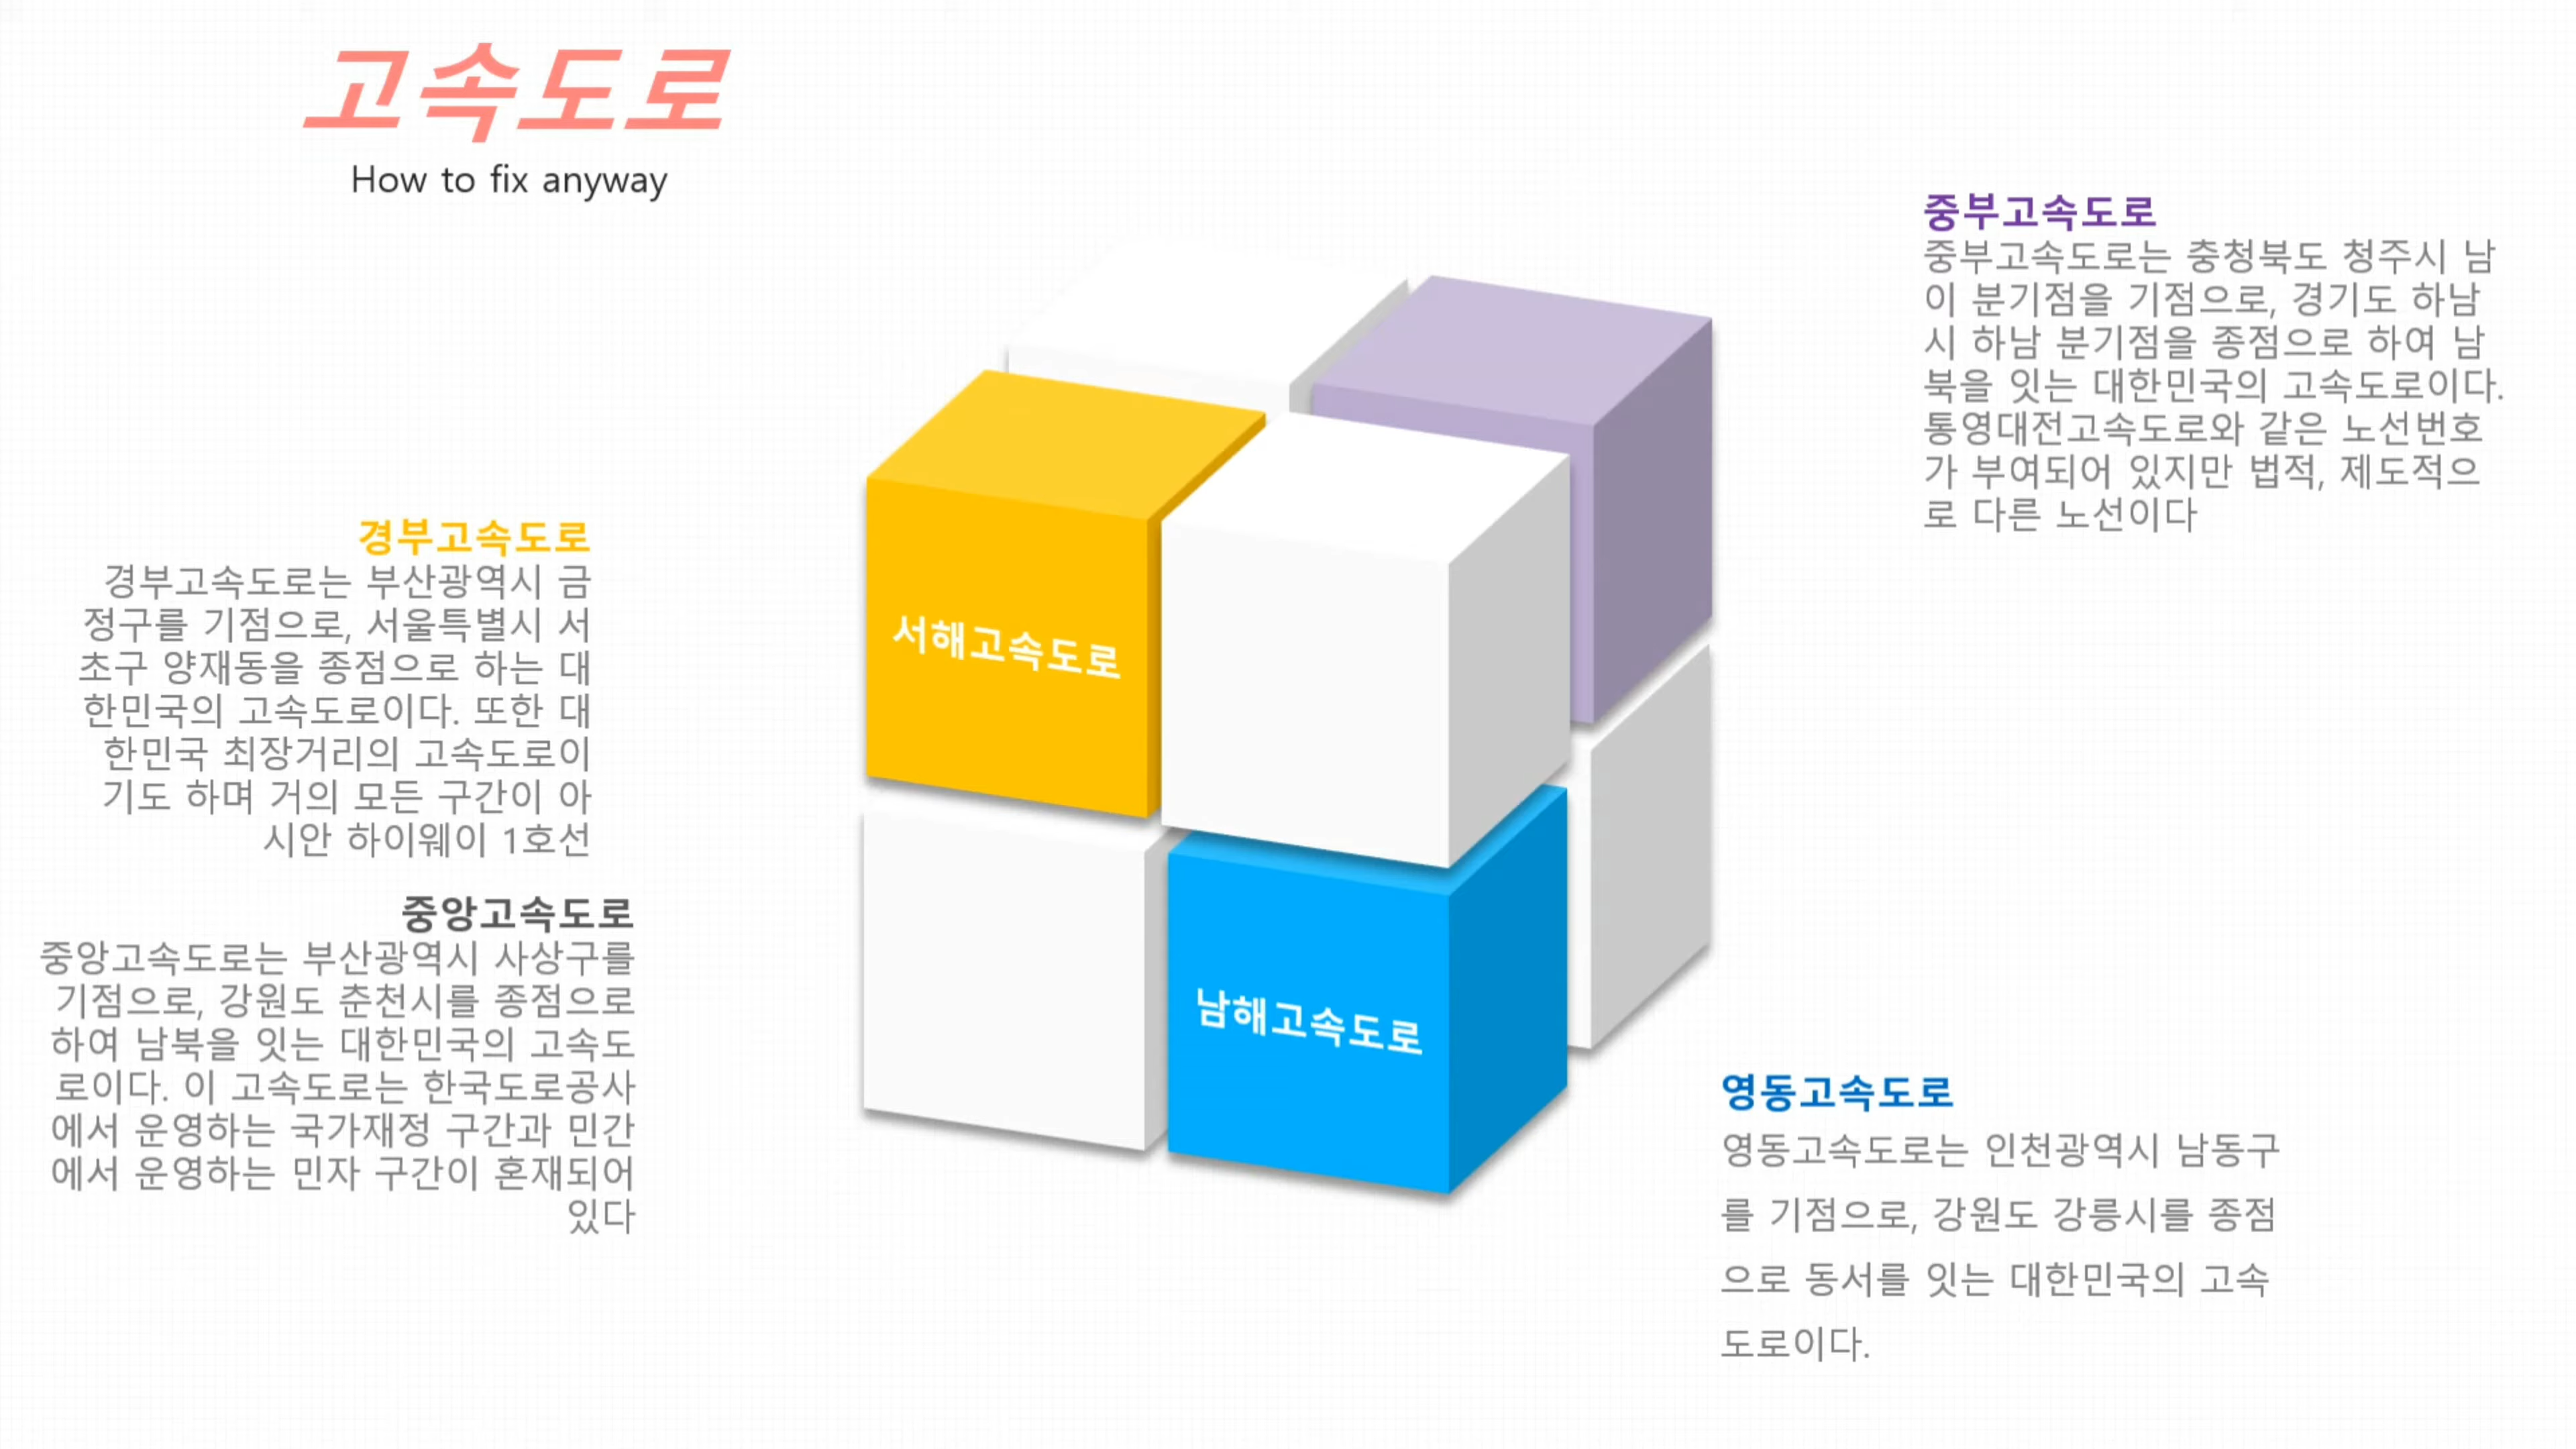 고속도로
How to fix anyway
중부고속도로
중부고속도로는 충청북도 청주시 남
이 분기점을 기점으로, 경기도 하남
시 하남 분기점을 종점으로 하여 남
북을 잇는 대한민국의 고속도로이다.
통영대전고속도로와 같은 노선번호
가 부여되어 있지만 법적, 제도적으
로 다른 노선이다
경부고속도로
경부고속도로는 부산광역시 금
정구를 기점으로, 서울특별시 서
초구 양재동을 종점으로 하는 대
한민국의 고속도로이다. 또한 대
한민국 최장거리의 고속도로이
기도 하며 거의 모든 구간이 아
시안 하이웨이 1호선
서해고속도로
중앙고속도로
중앙고속도로는 부산광역시 사상구를
기점으로, 강원도 춘천시를 종점으로
하여 남북을 잇는 대한민국의 고속도
로이다. 이 고속도로는 한국도로공사
에서 운영하는 국가재정 구간과 민간
에서 운영하는 민자 구간이 혼재되어
있다
남해고속도로
영동고속도로
영동고속도로는 인천광역시 남동구
를 기점으로, 강원도 강릉시를 종점
으로 동서를 잇는 대한민국의 고속
도로이다.